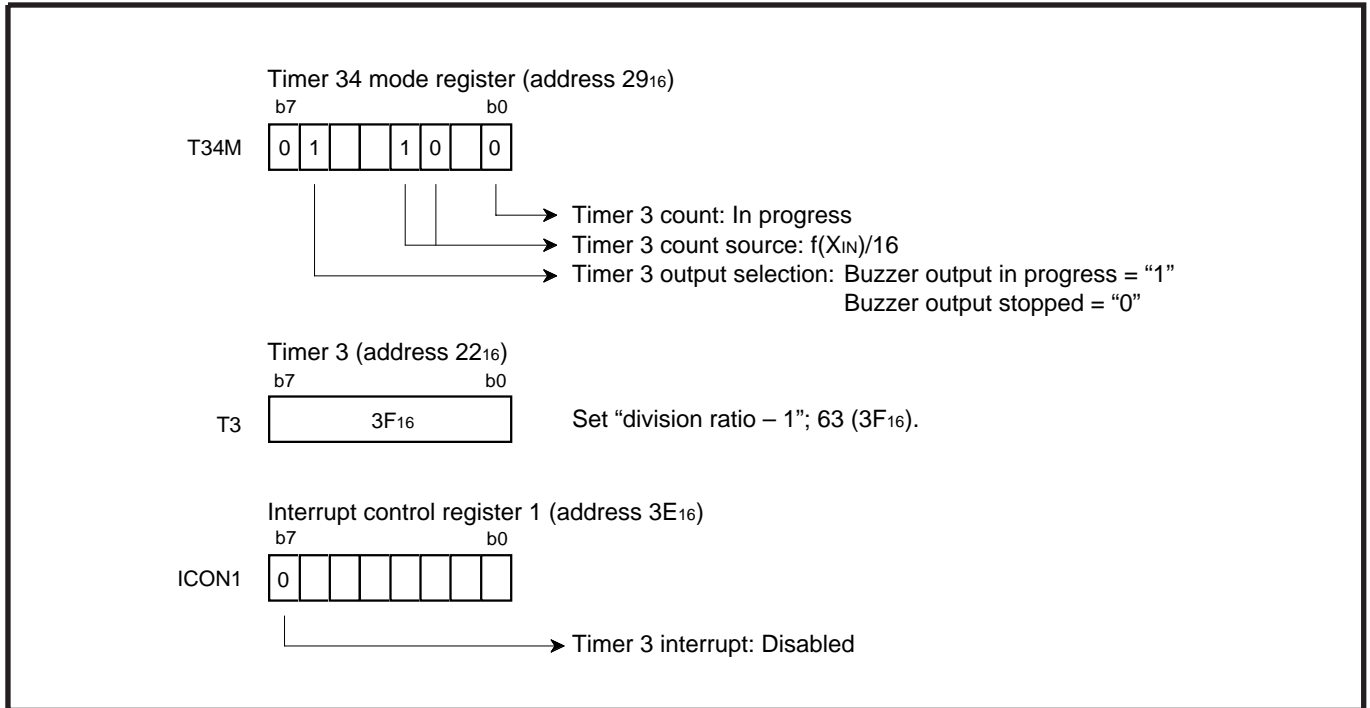 Timer 34 mode register (address 29₁₆)
b7 b0
T34M 0 1 1 0 0
Timer 3 count: In progress
Timer 3 count source: f(XIN)/16
Timer 3 output selection: Buzzer output in progress = “1”
Buzzer output stopped = “0”
Timer 3 (address 22₁₆)
b7 b0
T3 3F₁₆ Set “division ratio – 1”; 63 (3F₁₆).
Interrupt control register 1 (address 3E₁₆)
b7 b0
ICON1 0
Timer 3 interrupt: Disabled